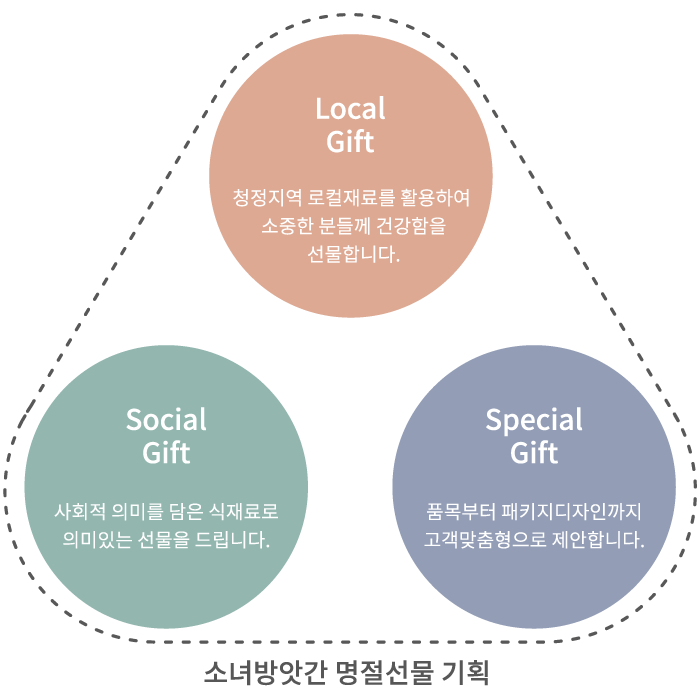 Local
Gift
청정지역 로컬재료를 활용하여
소중한 분들께 건강함을
선물합니다.
Social
Gift
사회적 의미를 담은 식재료로
의미있는 선물을 드립니다.
Special
Gift
품목부터 패키지디자인까지
고객맞춤형으로 제안합니다.
소녀방앗간 명절선물 기획